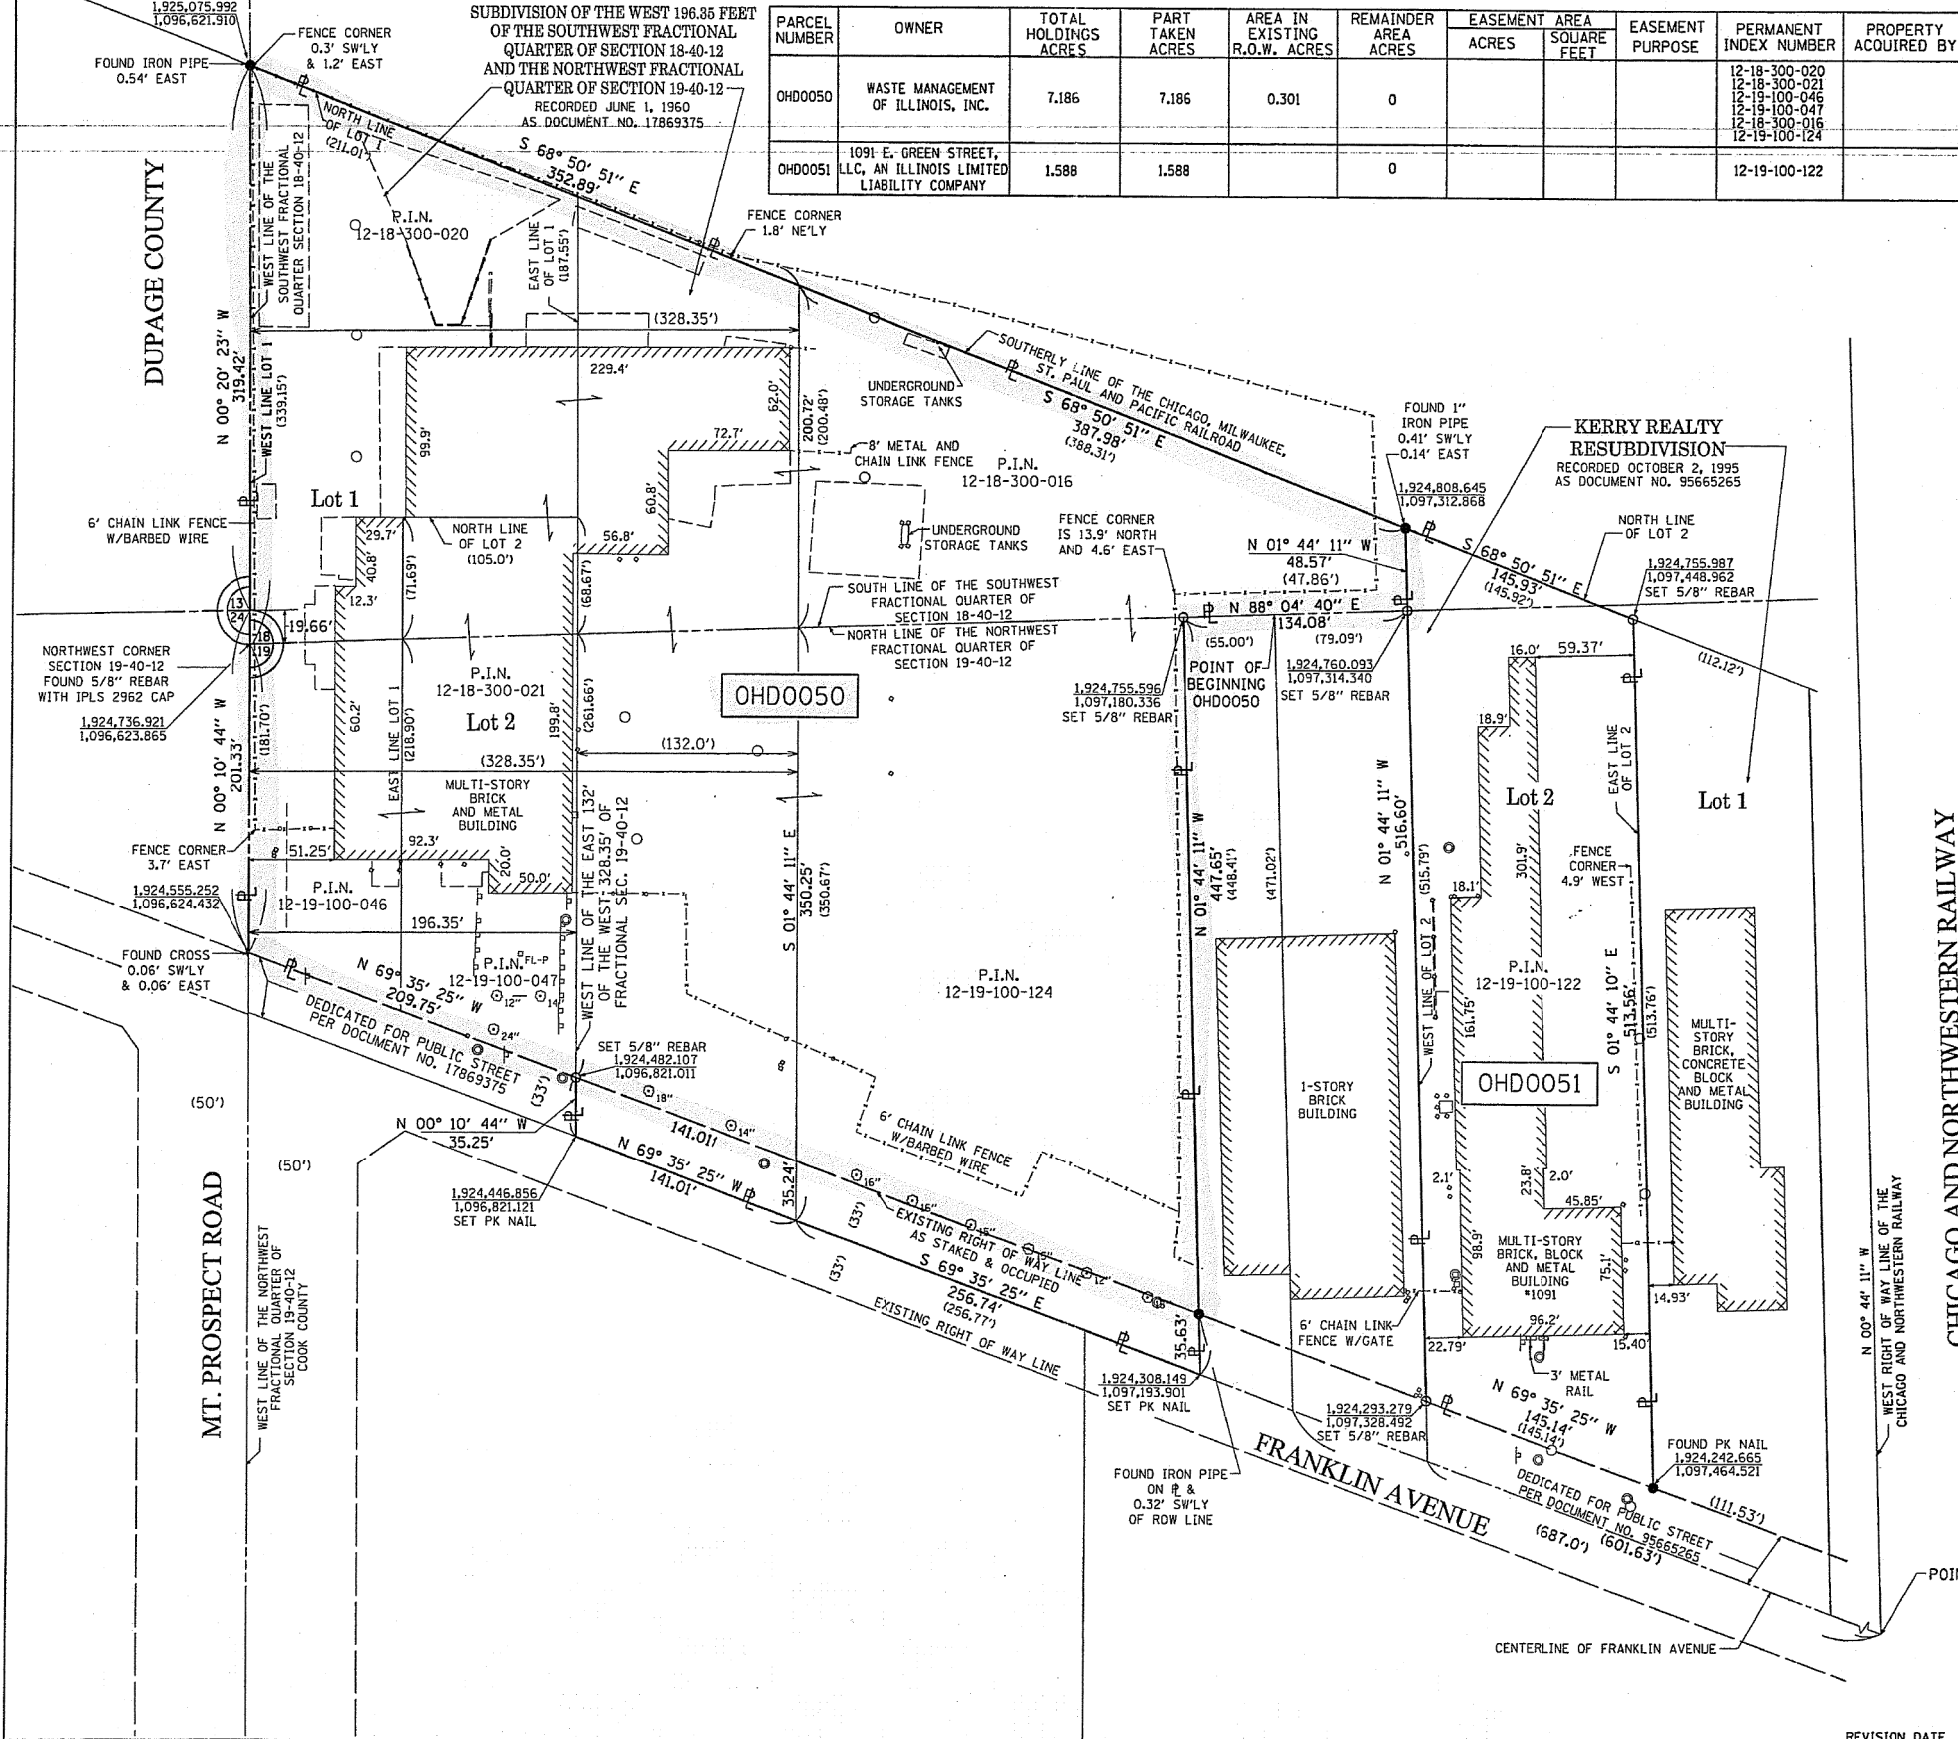 1,925,075.992
1,096,621.910
FENCE CORNER
0.3' SW'LY
& 1.2' EAST
FOUND IRON PIPE
0.54' EAST
SUBDIVISION OF THE WEST 196.35 FEET
OF THE SOUTHWEST FRACTIONAL
QUARTER OF SECTION 18-40-12
AND THE NORTHWEST FRACTIONAL
QUARTER OF SECTION 19-40-12
RECORDED JUNE 1, 1960
AS DOCUMENT NO. 17869375
PARCEL NUMBER OWNER TOTAL HOLDINGS ACRES PART TAKEN ACRES AREA IN EXISTING R.O.W. ACRES REMAINDER AREA ACRES EASEMENT AREA ACRES SQUARE FEET EASEMENT PURPOSE PERMANENT INDEX NUMBER PROPERTY ACQUIRED BY
OHD0050 WASTE MANAGEMENT OF ILLINOIS, INC. 7.186 7.186 0.301 0
12-18-300-020
12-18-300-021
12-19-100-046
12-19-100-047
12-18-300-016
12-19-100-124
OHD0051 1091 E. GREEN STREET, LLC, AN ILLINOIS LIMITED LIABILITY COMPANY 1.588 1.588 0 12-19-100-122
NORTH LINE
OF LOT 1
(211.01')
S 68° 50' 51" E
352.89'
DUPAGE COUNTY
WEST LINE OF THE
SOUTHWEST FRACTIONAL
QUARTER SECTION 18-40-12
P.I.N.
12-18-300-020
EAST LINE
OF LOT 1
(187.55')
FENCE CORNER
1.8' NE'LY
N 00° 20' 23" W
319.42'
WEST LINE LOT 1
(339.15')
(328.35')
229.4'
62.0'
200.72'
(200.48')
99.9'
72.7'
60.8'
UNDERGROUND
STORAGE TANKS
SOUTHERLY LINE OF THE CHICAGO, MILWAUKEE,
ST. PAUL AND PACIFIC RAILROAD
S 68° 50' 51" E
387.98'
(388.31')
8' METAL AND
CHAIN LINK FENCE
P.I.N.
12-18-300-016
FOUND 1"
IRON PIPE
0.41' SW'LY
0.14' EAST
1,924,808.645
1,097,312.868
KERRY REALTY
RESUBDIVISION
RECORDED OCTOBER 2, 1995
AS DOCUMENT NO. 95665265
NORTH LINE
OF LOT 2
Lot 1
6' CHAIN LINK FENCE
W/BARBED WIRE
29.7'
40.8'
12.3'
(71.69')
NORTH LINE
OF LOT 2
(105.0')
56.8'
(68.67')
UNDERGROUND
STORAGE TANKS
FENCE CORNER
IS 13.9' NORTH
AND 4.6' EAST
N 01° 44' 11" W
48.57'
(47.86')
S 68° 50' 51" E
145.93'
(145.92')
1,924,755.987
1,097,448.962
SET 5/8" REBAR
SOUTH LINE OF THE SOUTHWEST
FRACTIONAL QUARTER OF
SECTION 18-40-12
NORTH LINE OF THE NORTHWEST
FRACTIONAL QUARTER OF
SECTION 19-40-12
N 88° 04' 40" E
134.08'
(55.00')
(79.09')
13
24
18
19
19.66'
NORTHWEST CORNER
SECTION 19-40-12
FOUND 5/8" REBAR
WITH IPLS 2962 CAP
1,924,736.921
1,096,623.865
P.I.N.
12-18-300-021
Lot 2
OHD0050
1,924,755.596
1,097,180.336
SET 5/8" REBAR
POINT OF
BEGINNING
OHD0050
1,924,760.093
1,097,314.340
SET 5/8" REBAR
16.0'
59.37'
(112.12')
18.9'
EAST LINE
OF LOT 2
N 00° 10' 44" W
201.33'
(181.70')
60.2'
EAST LINE LOT 1
(218.90')
199.8'
(261.66')
(132.0')
(328.35')
MULTI-STORY
BRICK
AND METAL
BUILDING
WEST LINE OF THE EAST 132'
OF THE WEST 328.35' OF
FRACTIONAL SEC. 19-40-12
S 01° 44' 11" E
350.25'
(350.67')
N 01° 44' 11" W
447.65'
(448.41')
(471.02')
N 01° 44' 11" W
516.60'
(515.79')
Lot 2
Lot 1
FENCE CORNER
3.7' EAST
51.25'
92.3'
20.0'
50.0'
1,924,555.252
1,096,624.432
P.I.N.
12-19-100-046
196.35'
FENCE
CORNER
4.9' WEST
18.1'
301.9'
FOUND CROSS
0.06' SW'LY
& 0.06' EAST
N 69° 35' 25" W
209.75'
P.I.N.
12-19-100-047
FL-P
12"
14"
24"
DEDICATED FOR PUBLIC STREET
PER DOCUMENT NO. 17869375
(33')
SET 5/8" REBAR
1,924,482.107
1,096,821.011
P.I.N.
12-19-100-124
WEST LINE OF LOT 2
161.75'
P.I.N.
12-19-100-122
S 01° 44' 10" E
513.56'
(513.76')
MULTI-
STORY
BRICK,
CONCRETE
BLOCK
AND METAL
BUILDING
OHD0051
1-STORY
BRICK
BUILDING
(50')
(50')
N 00° 10' 44" W
35.25'
18"
14"
141.01'
N 69° 35' 25" W
141.01'
6' CHAIN LINK FENCE
W/BARBED WIRE
35.24'
16"
(33')
EXISTING RIGHT OF WAY LINE
AS STAKED & OCCUPIED
S 69° 35' 25" E
256.74'
(256.77')
(33')
EXISTING RIGHT OF WAY LINE
12"
1,924,446.856
1,096,821.121
SET PK NAIL
2.1'
23.8'
2.0'
45.85'
98.9'
75.1'
MULTI-STORY
BRICK, BLOCK
AND METAL
BUILDING
#1091
96.2'
14.93'
15.40'
22.79'
6' CHAIN LINK
FENCE W/GATE
3' METAL
RAIL
MT. PROSPECT ROAD
WEST LINE OF THE NORTHWEST
FRACTIONAL QUARTER OF
SECTION 19-40-12
COOK COUNTY
35.63'
1,924,308.149
1,097,193.901
SET PK NAIL
1,924,293.279
1,097,328.492
SET 5/8" REBAR
N 69° 35' 25" W
145.14'
(145.14')
FOUND PK NAIL
1,924,242.665
1,097,464.521
FOUND IRON PIPE
ON PL &
0.32' SW'LY
OF ROW LINE
FRANKLIN AVENUE
DEDICATED FOR PUBLIC STREET
PER DOCUMENT NO. 95665265
(111.53')
(687.0')
(601.63')
CENTERLINE OF FRANKLIN AVENUE
N 00° 44' 11" W
WEST RIGHT OF WAY LINE OF THE
CHICAGO AND NORTHWESTERN RAILWAY
CHICAGO AND NORTHWESTERN RAILWAY
POIN
REVISION DATE